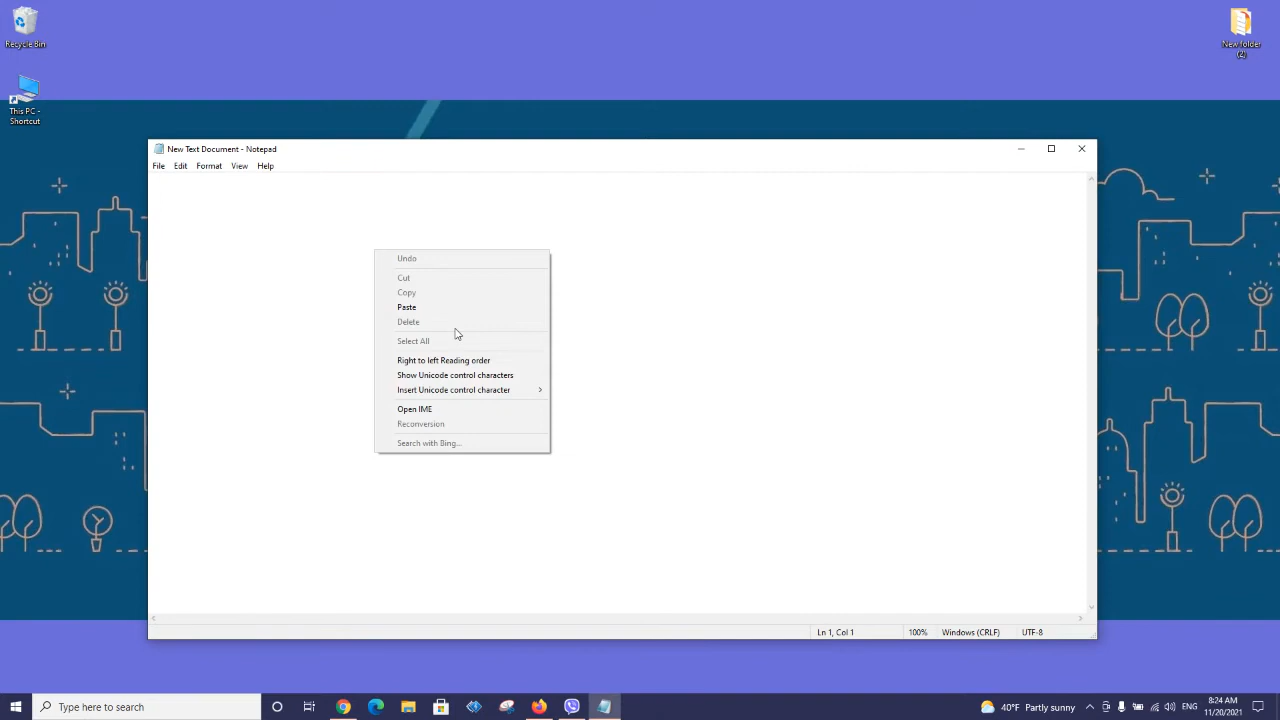 Recycle Bin
New folder
(2)
This PC -
Shortcut
New Text Document - Notepad
File Edit Format View Help
Undo
Cut
Copy
Paste
Delete
Select All
Right to left Reading order
Show Unicode control characters
Insert Unicode control character
Open IME
Reconversion
Search with Bing...
Ln 1, Col 1 100% Windows (CRLF) UTF-8
Type here to search
40°F Partly sunny ENG 8:24 AM
11/20/2021